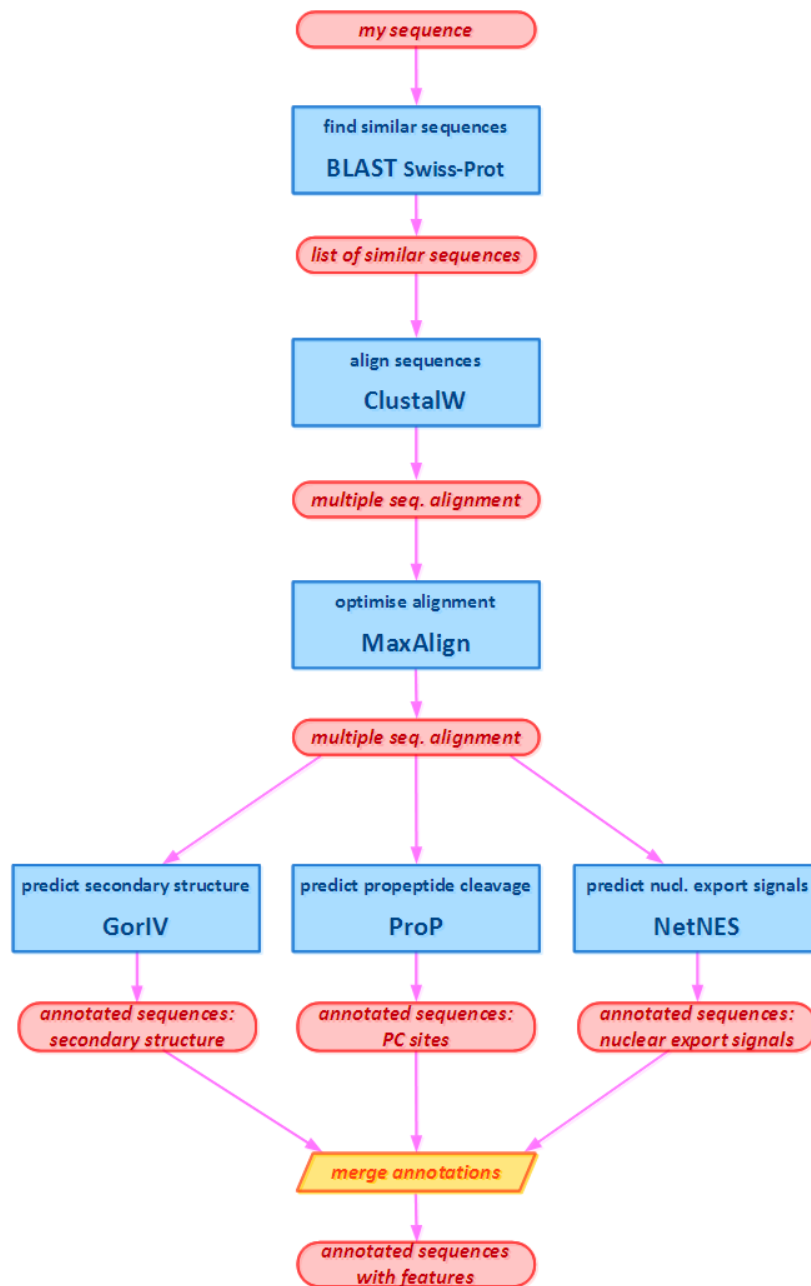 my sequence
find similar sequences
BLAST Swiss-Prot
list of similar sequences
align sequences
ClustalW
multiple seq. alignment
optimise alignment
MaxAlign
multiple seq. alignment
predict secondary structure
GorIV
predict propeptide cleavage
ProP
predict nucl. export signals
NetNES
annotated sequences:
secondary structure
annotated sequences:
PC sites
annotated sequences:
nuclear export signals
merge annotations
annotated sequences
with features